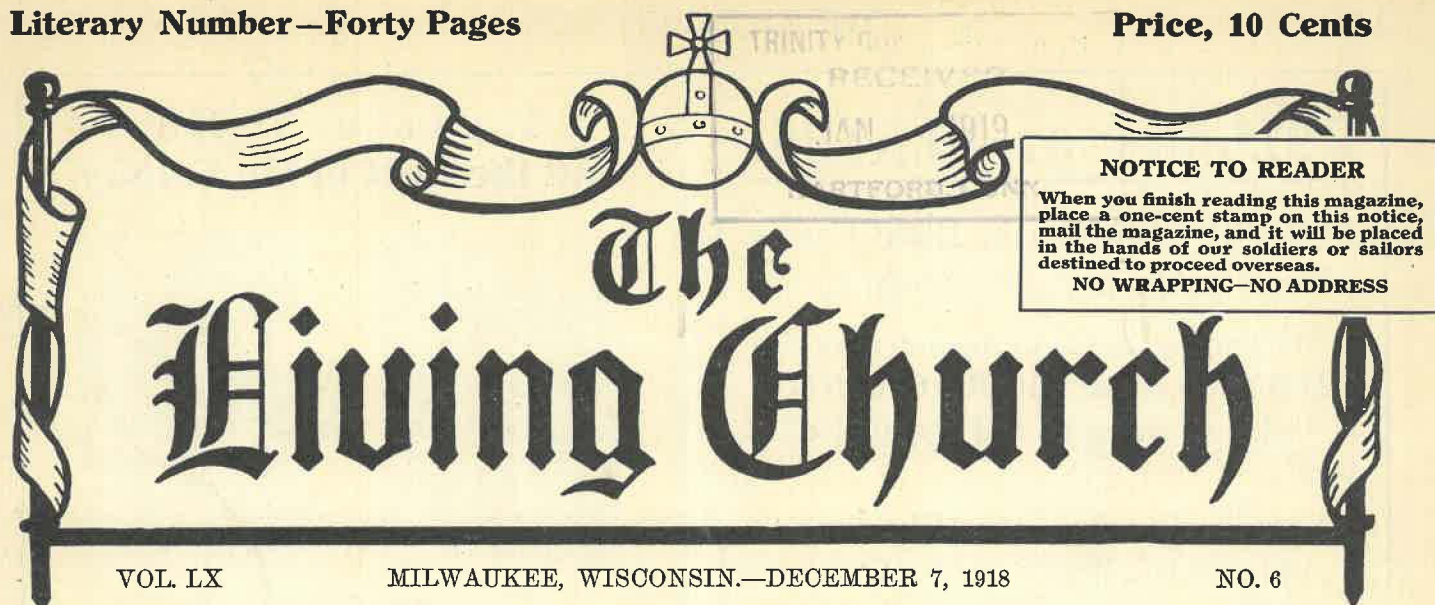 Literary Number—Forty Pages
Price, 10 Cents
TRINITY
RECEIVED
JAN 1919
HARTFORD
NOTICE TO READER
When you finish reading this magazine,
place a one-cent stamp on this notice,
mail the magazine, and it will be placed
in the hands of our soldiers or sailors
destined to proceed overseas.
NO WRAPPING—NO ADDRESS
The
Living Church
VOL. LX MILWAUKEE, WISCONSIN.—DECEMBER 7, 1918 NO. 6